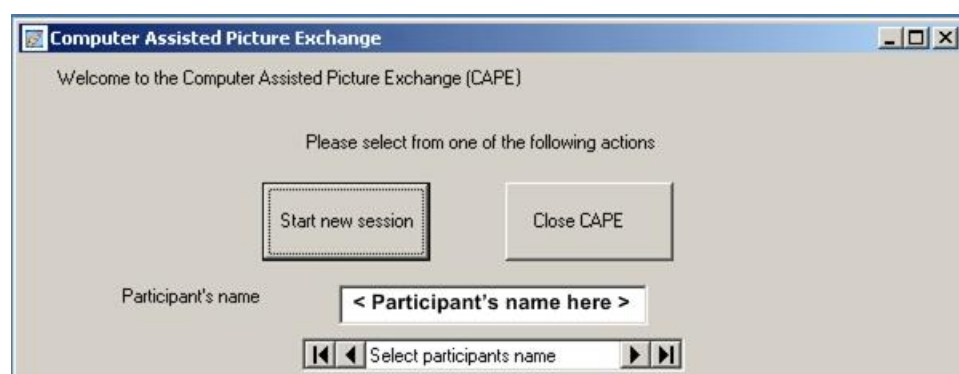 Computer Assisted Picture Exchange
Welcome to the Computer Assisted Picture Exchange (CAPE)
Please select from one of the following actions
Start new session Close CAPE
Participant's name < Participant's name here >
Select participants name